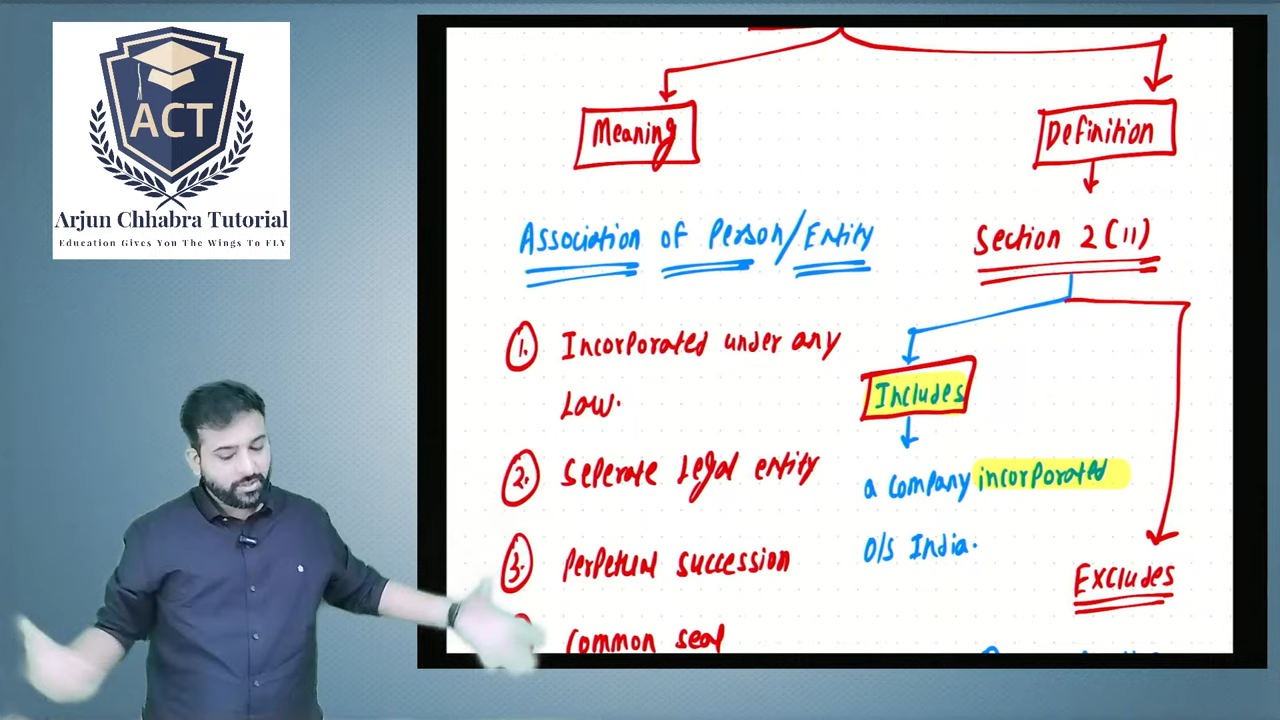 ACT
Arjun Chhabra Tutorial
Education Gives You The Wings To FLY
Meaning
Definition
Association of Person/Entity
Section 2(11)
1. Incorporated under any
Law.
Includes
2. Seperate Legal entity
a company incorporated
O/s India.
3. Perpetual succession
Excludes
Common seal